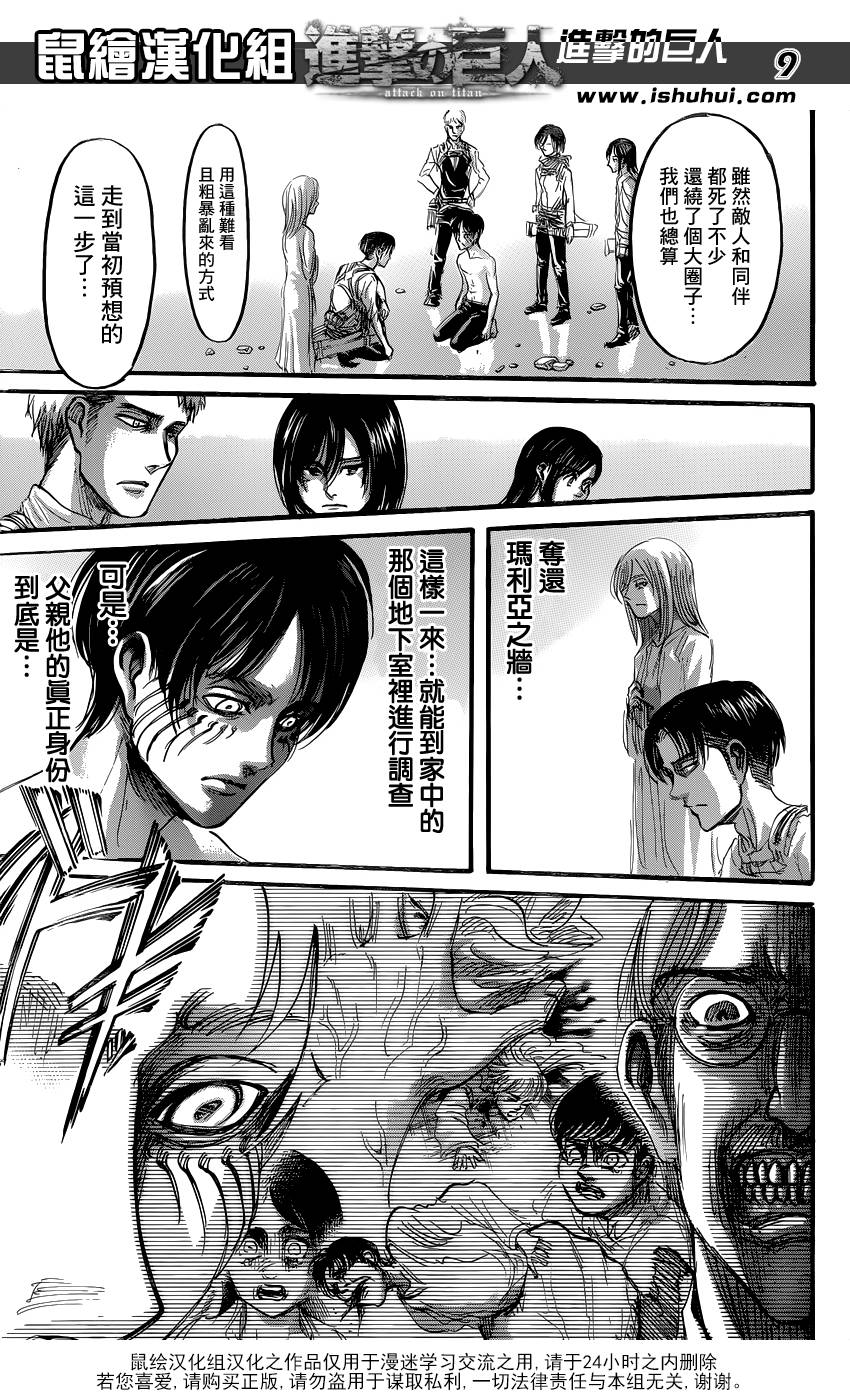 鼠繪漢化組
進撃の巨人
attack on titan
進擊的巨人
www.ishuhui.com
9
雖然敵人和同伴
都死了不少
還繞了個大圈子…
我們也總算
用這種難看
且粗暴亂來的方式
走到當初預想的
這一步了…
奪還
瑪利亞之牆…
這樣一來…就能到家中的
那個地下室裡進行調查
可是…
父親他的真正身份
到底是…
鼠绘汉化组汉化之作品仅用于漫迷学习交流之用, 请于24小时之内删除
若您喜爱, 请购买正版, 请勿盗用于谋取私利, 一切法律责任与本组无关, 谢谢。